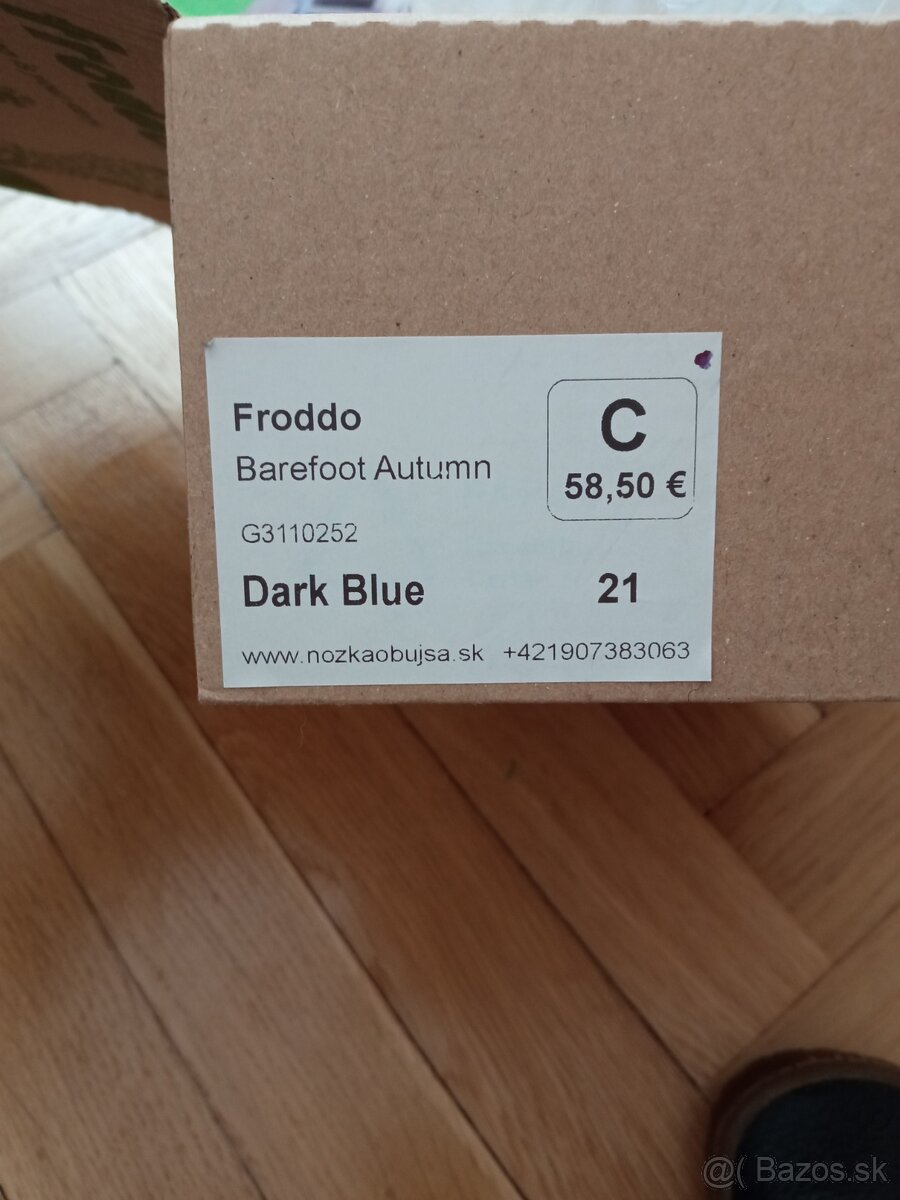 Froddo
Barefoot Autumn
C
58,50 €
G3110252
Dark Blue 21
www.nozkaobujsa.sk +421907383063
@( Bazos.sk